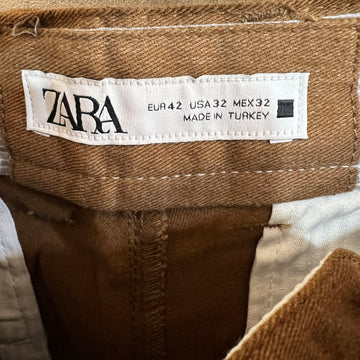 ZARA
EUR 42 USA 32 MEX 32
MADE IN TURKEY